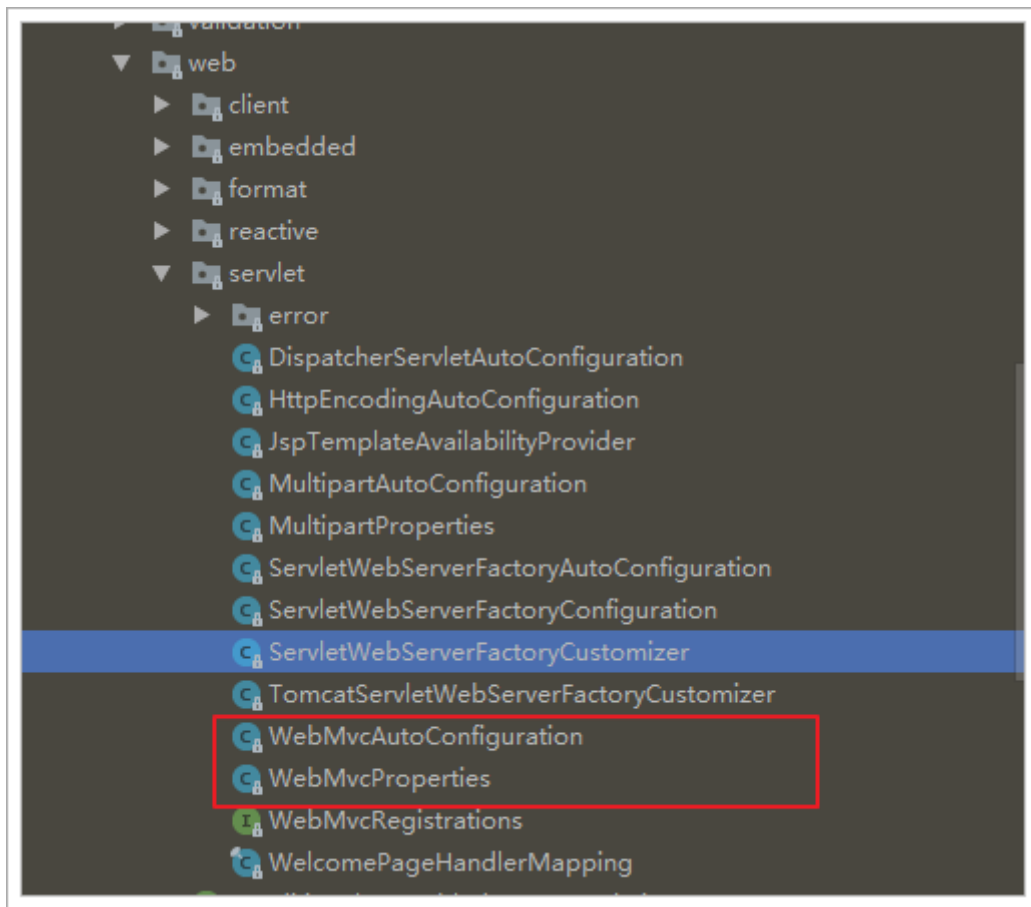 validation
web
client
embedded
format
reactive
servlet
error
DispatcherServletAutoConfiguration
HttpEncodingAutoConfiguration
JspTemplateAvailabilityProvider
MultipartAutoConfiguration
MultipartProperties
ServletWebServerFactoryAutoConfiguration
ServletWebServerFactoryConfiguration
ServletWebServerFactoryCustomizer
TomcatServletWebServerFactoryCustomizer
WebMvcAutoConfiguration
WebMvcProperties
WebMvcRegistrations
WelcomePageHandlerMapping